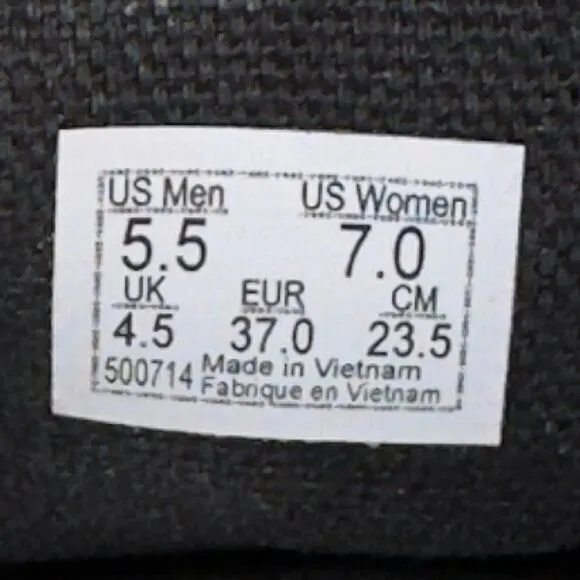 US Men US Women
5.5 7.0
UK EUR CM
4.5 37.0 23.5
500714 Made in Vietnam
Fabrique en Vietnam